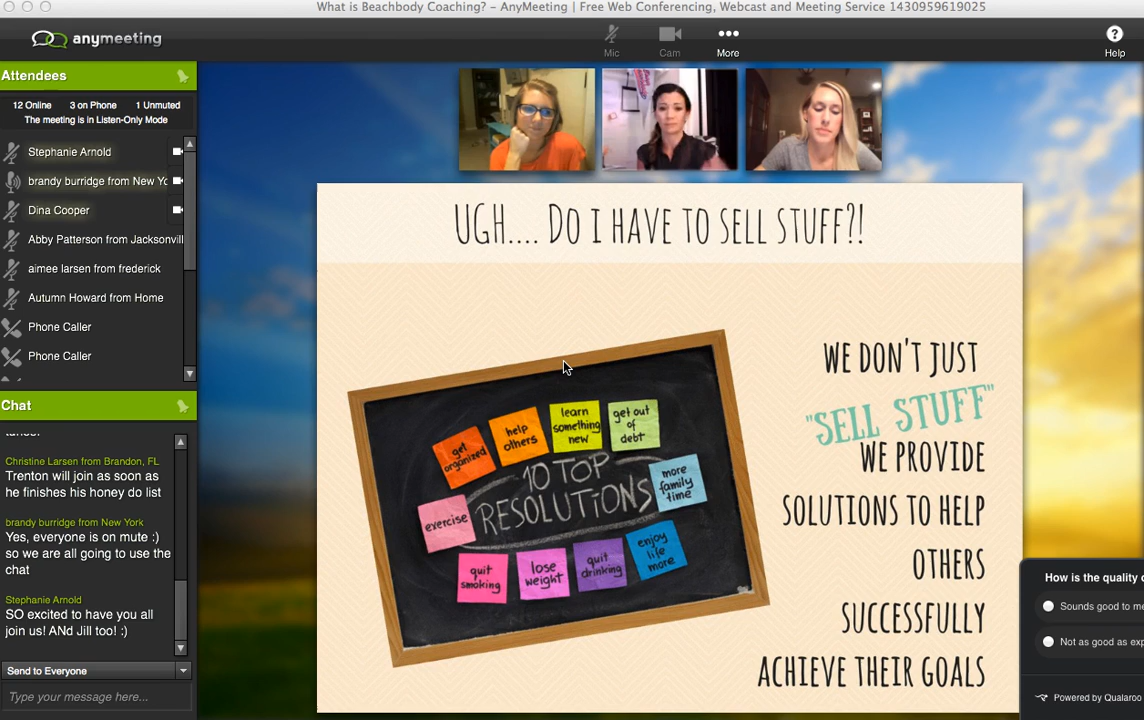 What is Beachbody Coaching? – AnyMeeting | Free Web Conferencing, Webcast and Meeting Service 1430959619025
anymeeting
Mic
Cam
More
? Help
Attendees
12 Online 3 on Phone 1 Unmuted
The meeting is in Listen-Only Mode
Stephanie Arnold
brandy burridge from New Yo
Dina Cooper
Abby Patterson from Jacksonvill
aimee larsen from frederick
Autumn Howard from Home
Phone Caller
Phone Caller
Chat
Christine Larsen from Brandon, FL
Trenton will join as soon as
he finishes his honey do list
brandy burridge from New York
Yes, everyone is on mute :)
so we are all going to use the
chat
Stephanie Arnold
SO excited to have you all
join us! ANd Jill too! :)
Send to Everyone
Type your message here...
UGH.... DO I HAVE TO SELL STUFF?!
get
organized
help
others
learn
something
new
get out
of
debt
more
family
time
10 TOP
RESOLUTIONS
exercise
quit
smoking
lose
weight
quit
drinking
enjoy
life
more
WE DON'T JUST
"SELL STUFF"
WE PROVIDE
SOLUTIONS TO HELP
OTHERS
SUCCESSFULLY
ACHIEVE THEIR GOALS
How is the quality o
Sounds good to me
Not as good as exp
Powered by Qualaroo